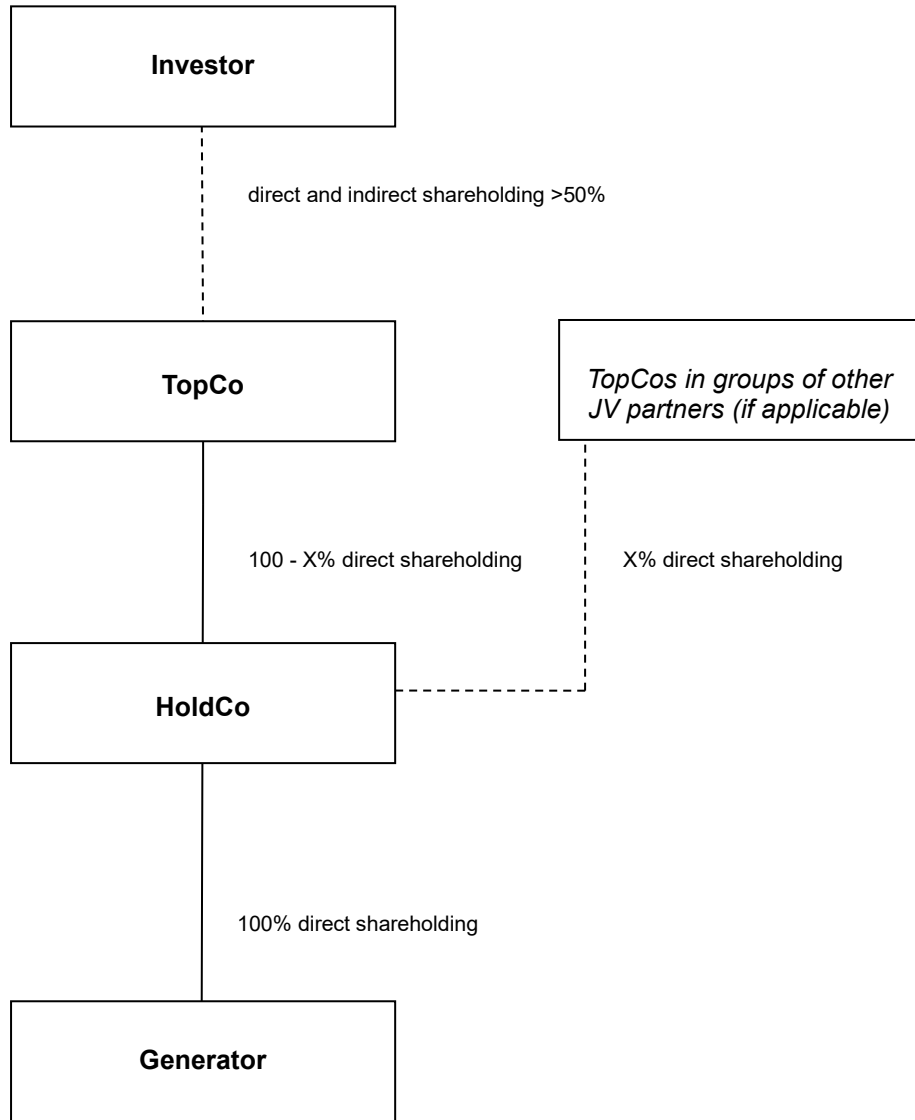 Investor
direct and indirect shareholding >50%
TopCo
TopCos in groups of other
JV partners (if applicable)
100 - X% direct shareholding
X% direct shareholding
HoldCo
100% direct shareholding
Generator